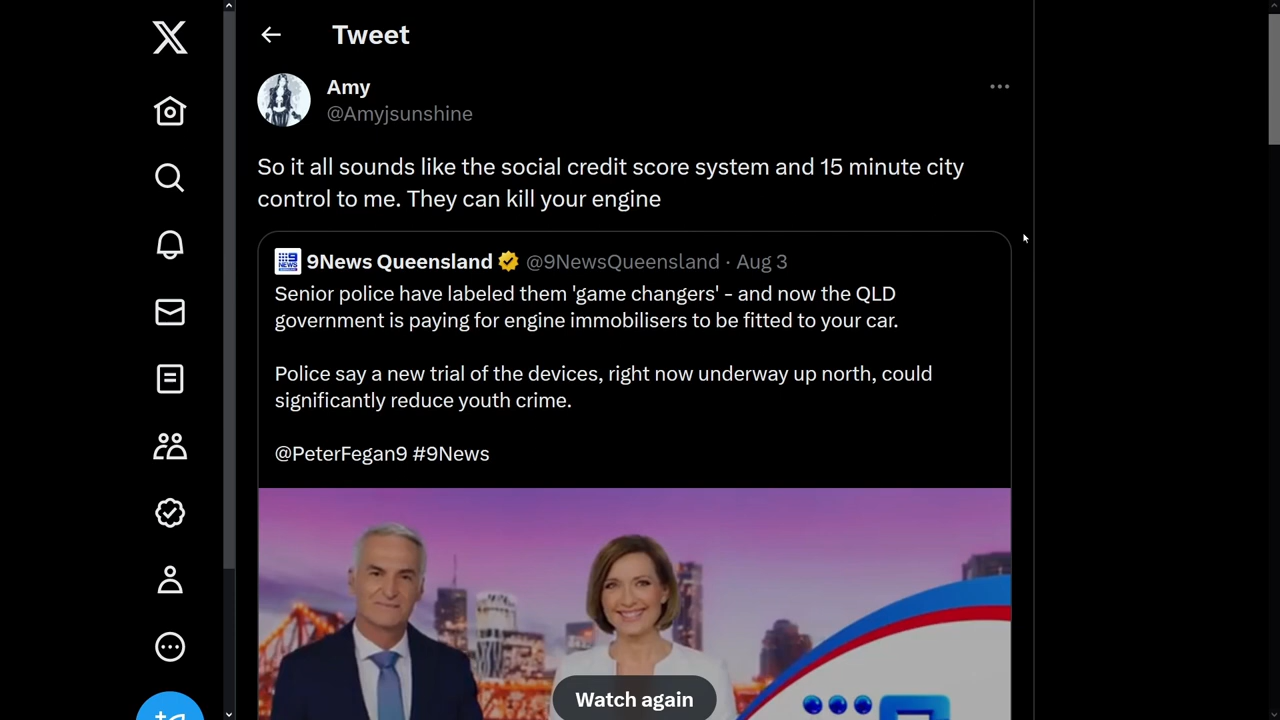 Tweet
Amy
@Amyjsunshine
So it all sounds like the social credit score system and 15 minute city
control to me. They can kill your engine
9News Queensland @9NewsQueensland · Aug 3
Senior police have labeled them 'game changers' - and now the QLD
government is paying for engine immobilisers to be fitted to your car.
Police say a new trial of the devices, right now underway up north, could
significantly reduce youth crime.
@PeterFegan9 #9News
Watch again